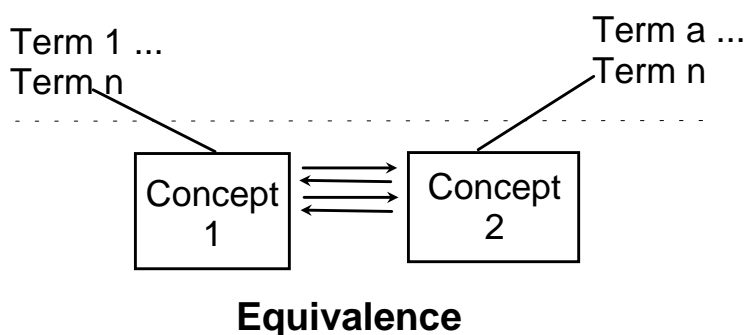 Term 1 ...
Term n
Term a ...
Term n
Concept
1
Concept
2
Equivalence